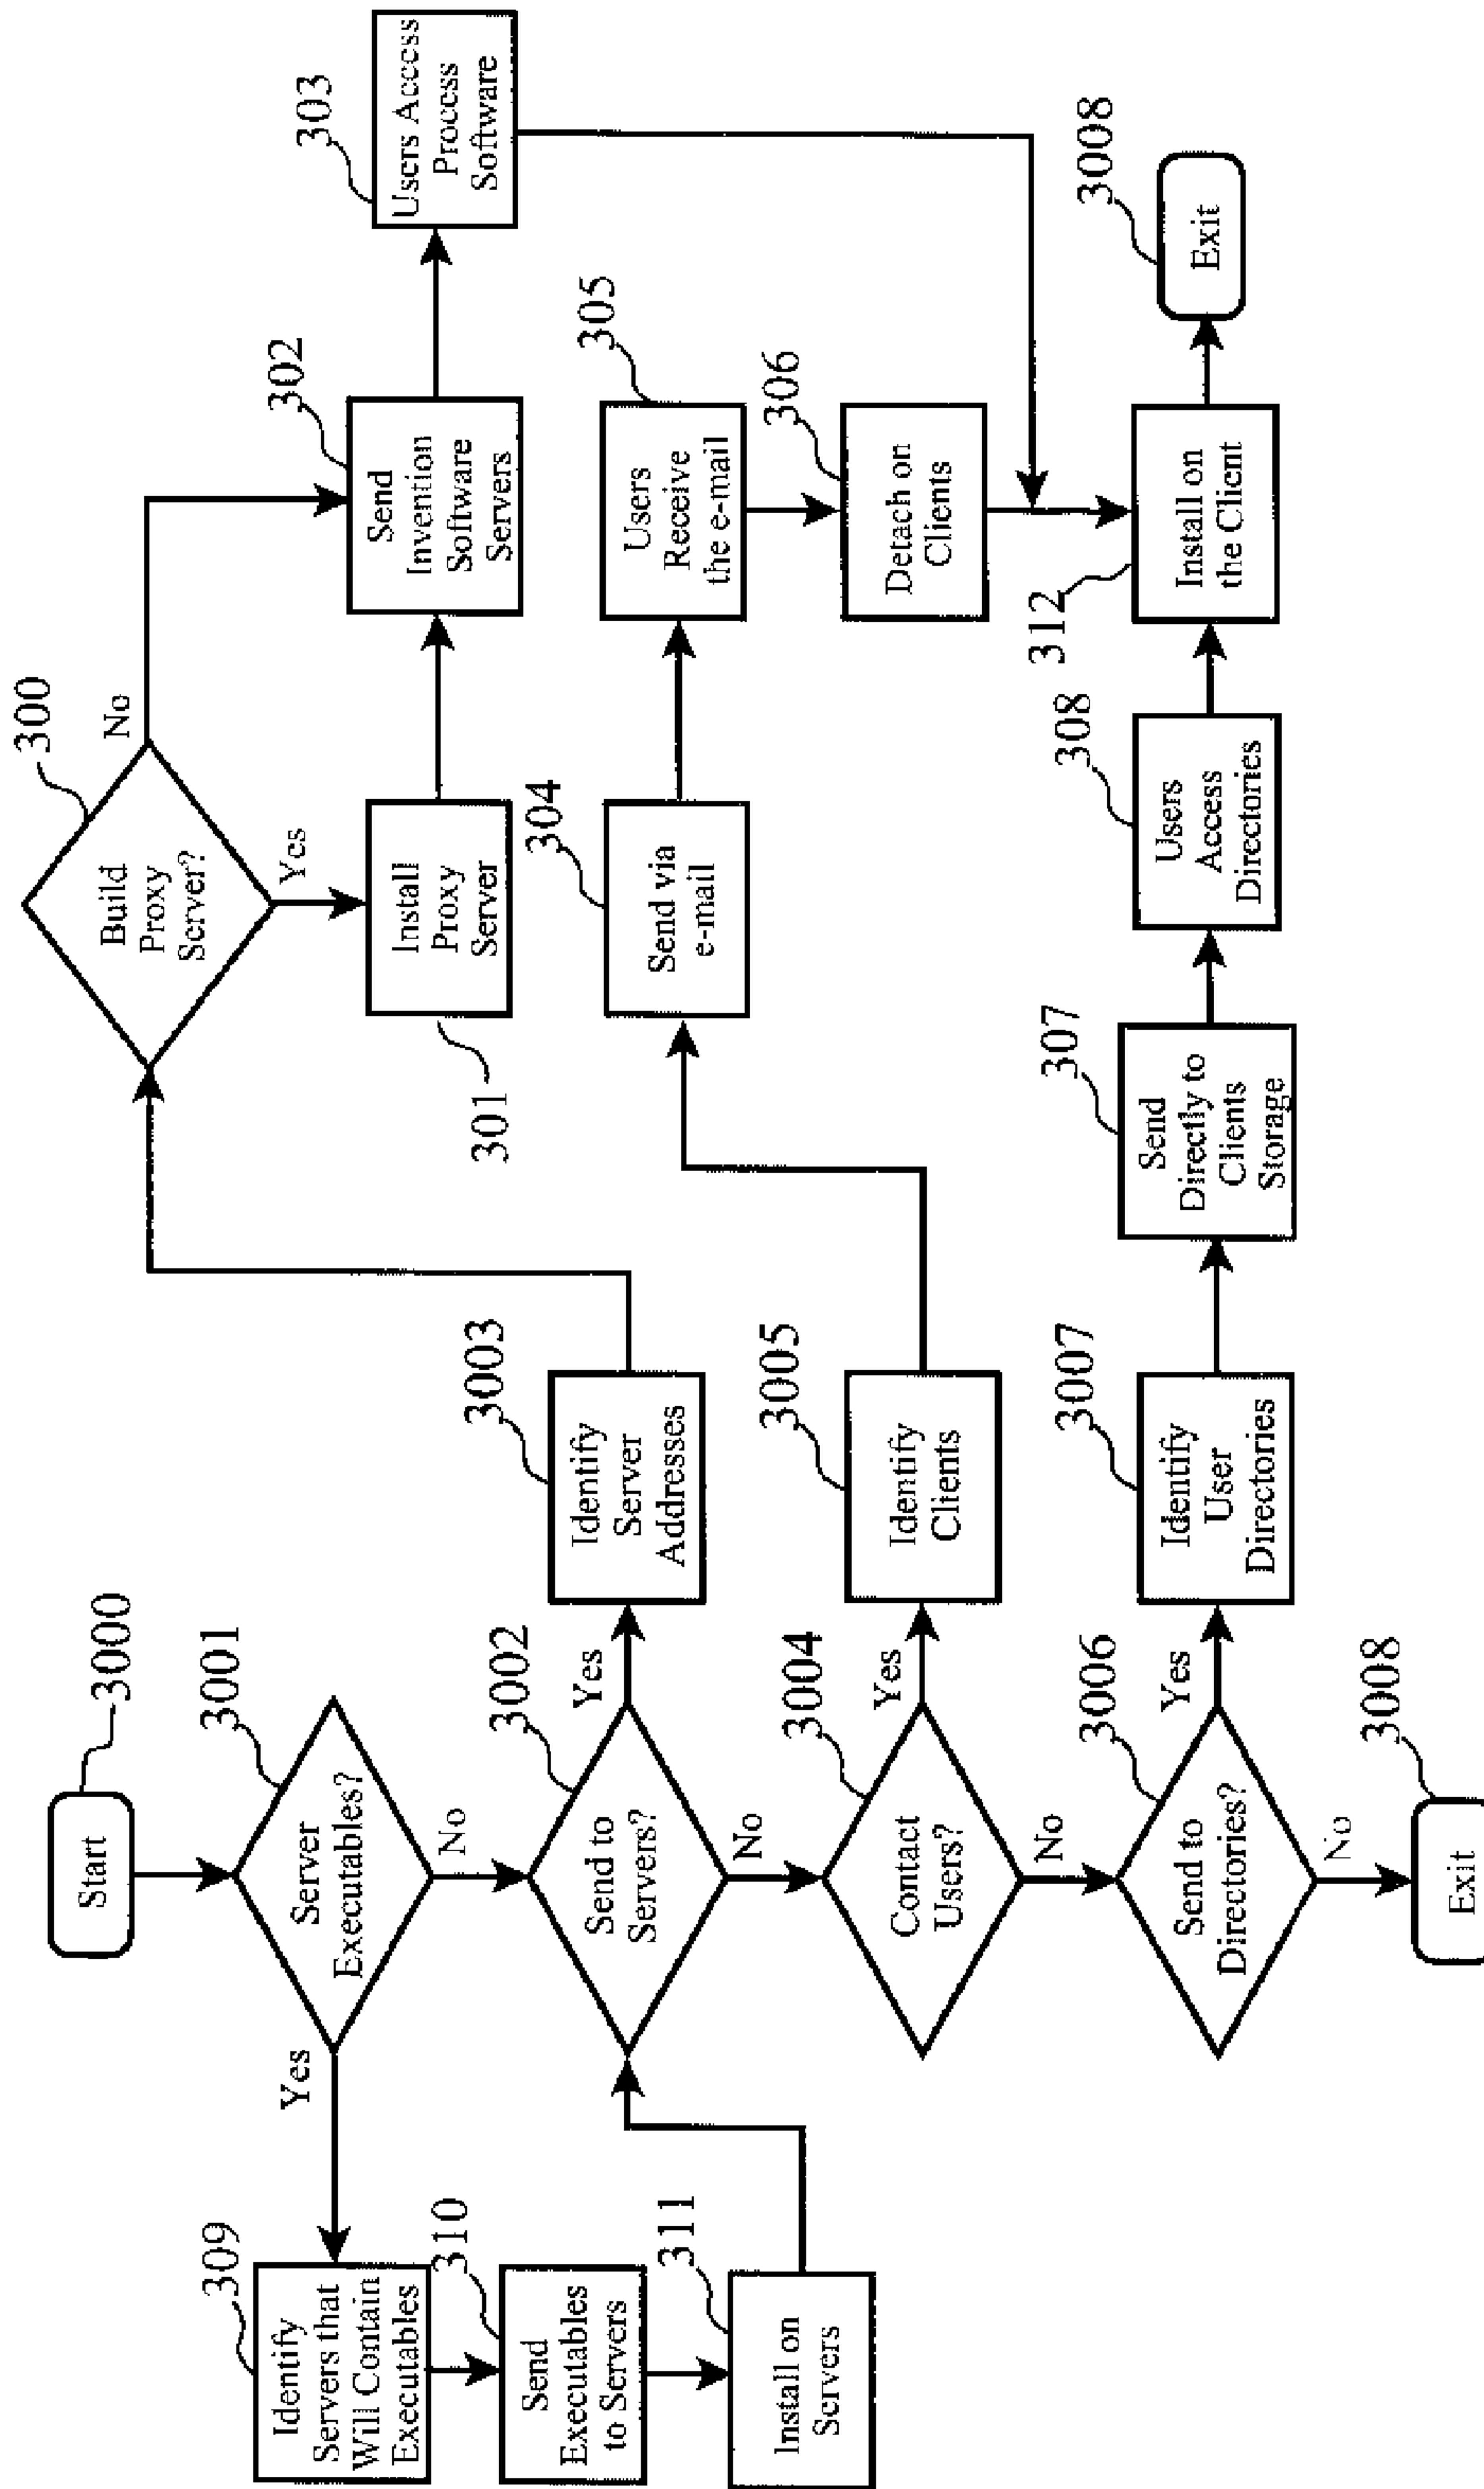 3000
Start
3001
Server
Executables?
Yes
No
309
Identify
Servers that
Will Contain
Executables
310
Send
Executables
to Servers
311
Install on
Servers
3002
Send to
Servers?
Yes
No
3003
Identify
Server
Addresses
300
Build
Proxy
Server?
No
Yes
301
Install
Proxy
Server
302
Send
Invention
Software
Servers
303
Users Access
Process
Software
3004
Contact
Users?
Yes
No
3005
Identify
Clients
304
Send via
e-mail
305
Users
Receive
the e-mail
306
Detach on
Clients
3006
Send to
Directories?
Yes
No
3007
Identify
User
Directories
307
Send
Directly to
Clients
Storage
308
Users
Access
Directories
312
Install on
the Client
3008
Exit
3008
Exit